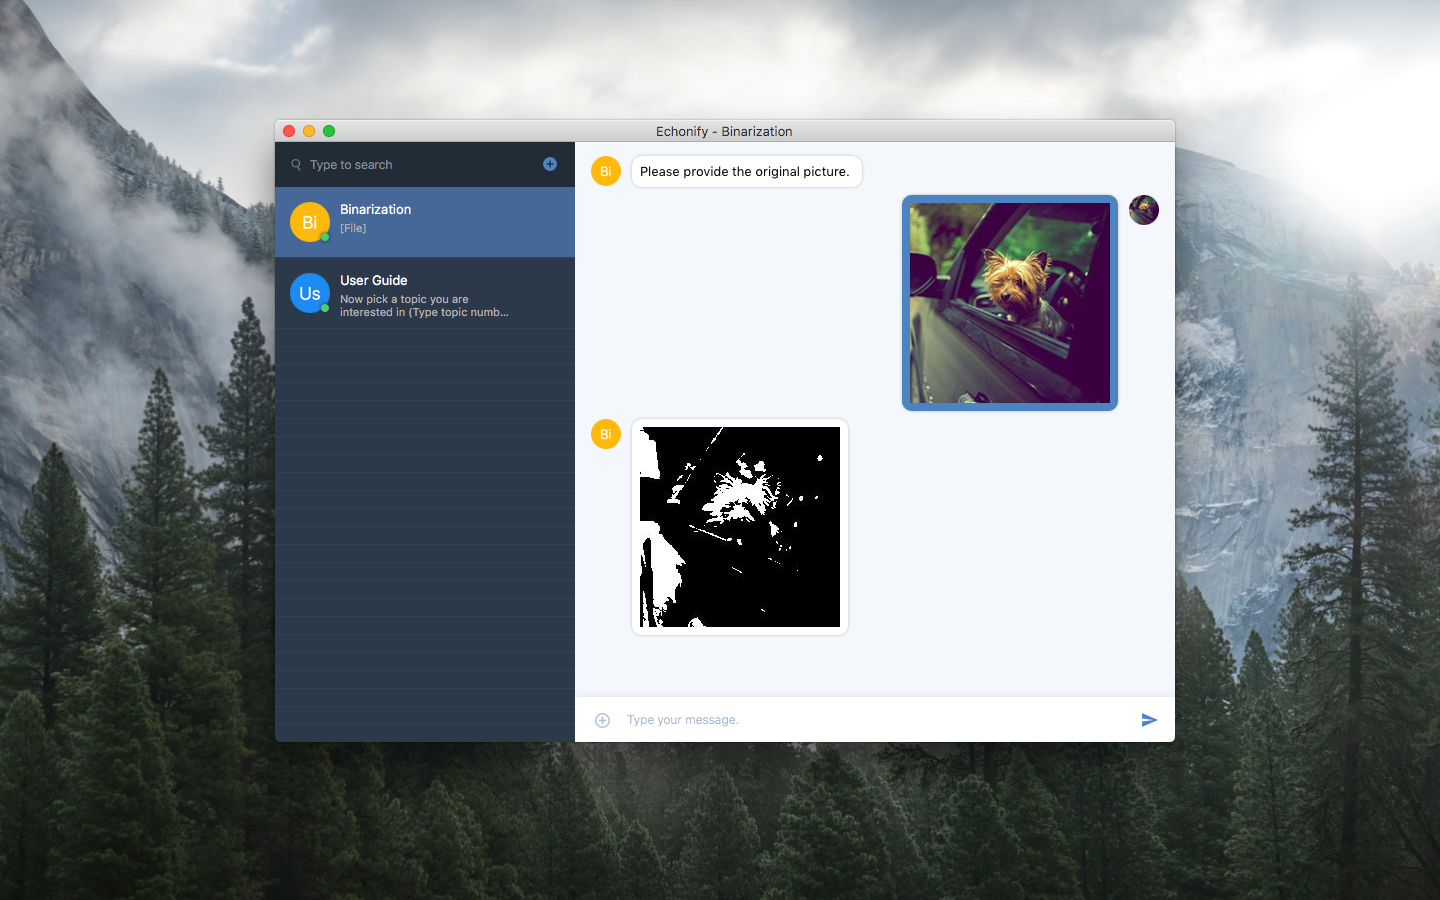 Echonify - Binarization
Type to search
Bi
Binarization
[File]
Us
User Guide
Now pick a topic you are
interested in (Type topic numb...
Bi
Please provide the original picture.
Bi
Type your message.